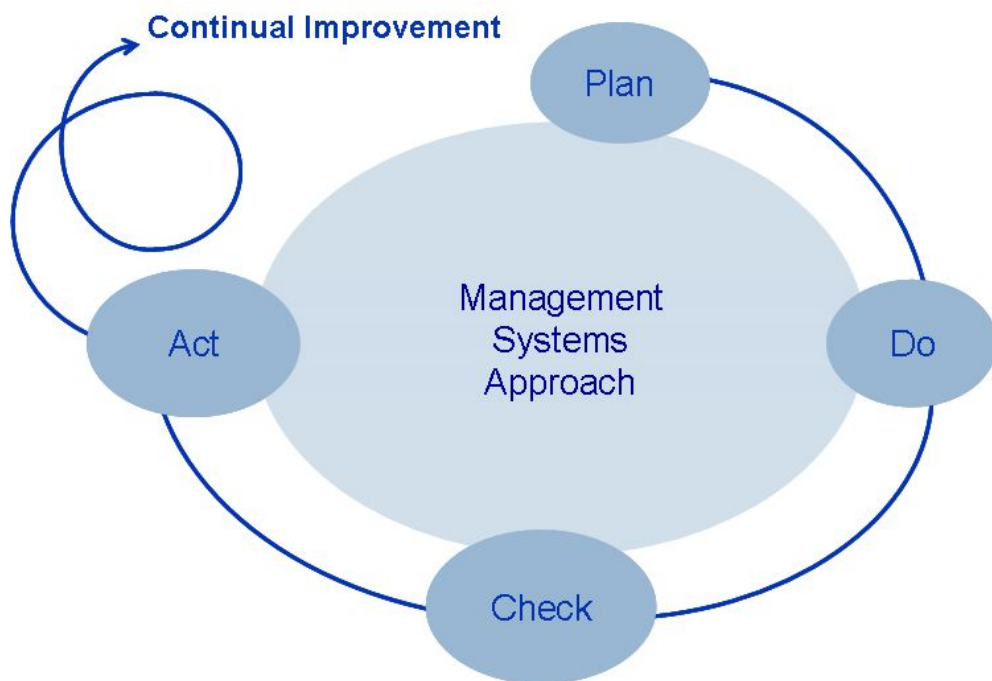 Continual Improvement
Plan
Management
Systems
Approach
Act
Do
Check